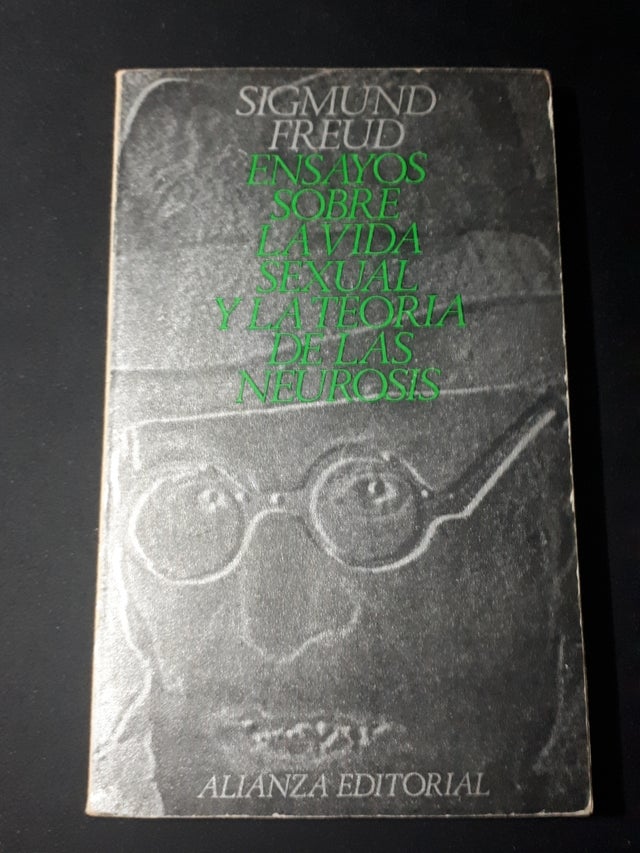 SIGMUND
FREUD
ENSAYOS
SOBRE
LA VIDA
SEXUAL
Y LA TEORIA
DE LAS
NEUROSIS
ALIANZA EDITORIAL